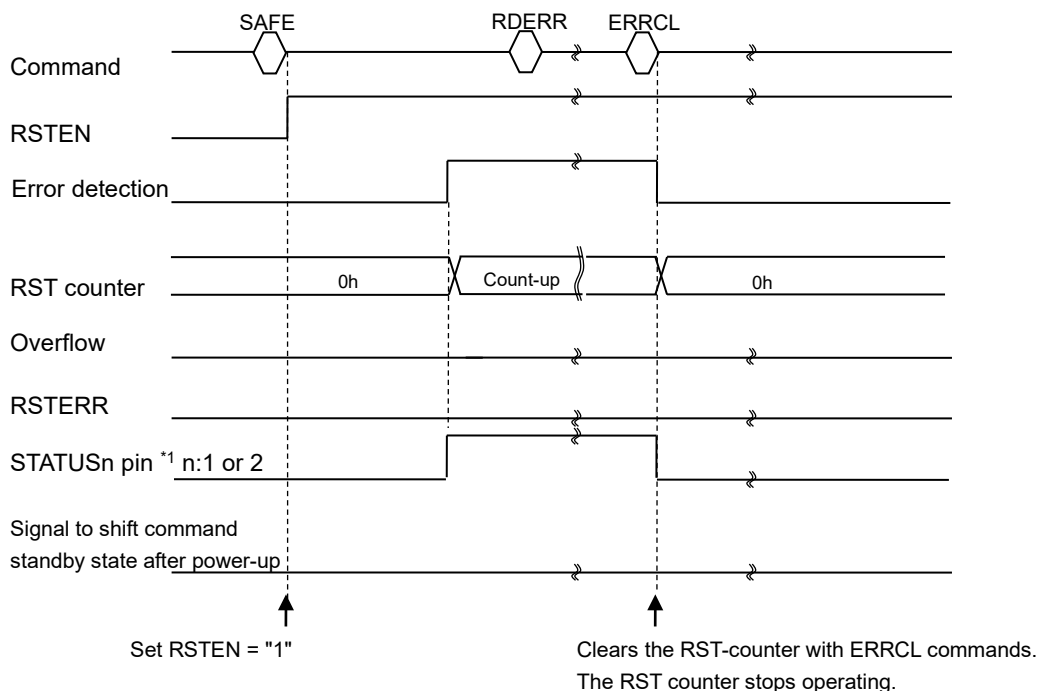 SAFE RDERR ERRCL
Command
RSTEN
Error detection
RST counter 0h Count-up 0h
Overflow
RSTERR
STATUSn pin *1 n:1 or 2
Signal to shift command
standby state after power-up
Set RSTEN = "1"
Clears the RST-counter with ERRCL commands.
The RST counter stops operating.